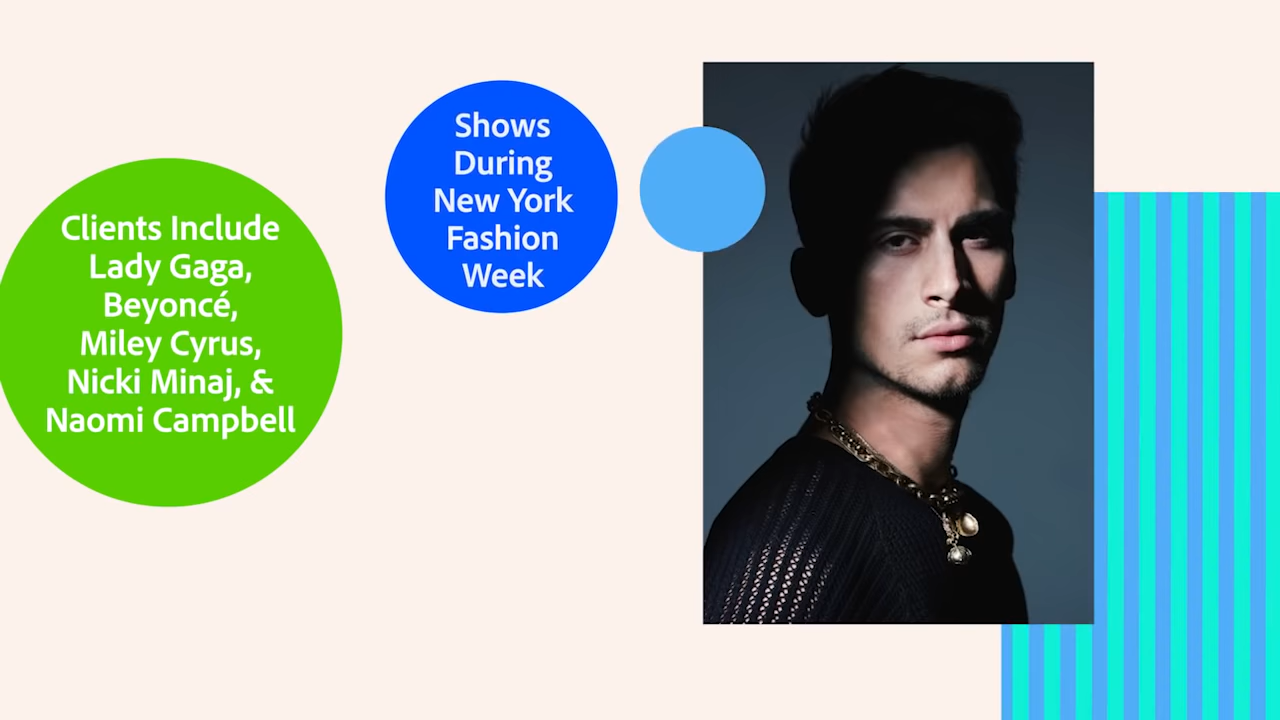 Clients Include
Lady Gaga,
Beyoncé,
Miley Cyrus,
Nicki Minaj, &
Naomi Campbell
Shows
During
New York
Fashion
Week